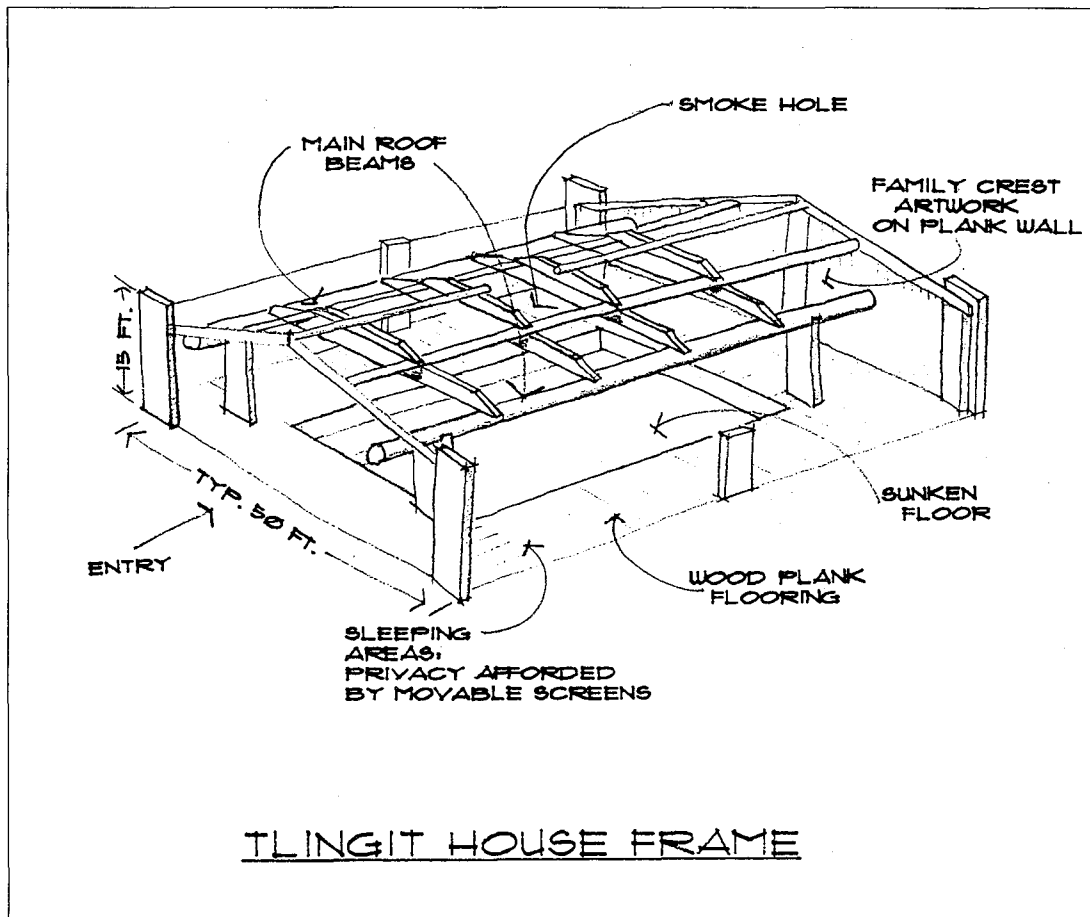 SMOKE HOLE
MAIN ROOF
BEAMS
FAMILY CREST
ARTWORK
ON PLANK WALL
15 FT.
TYP. 50 FT.
ENTRY
SUNKEN
FLOOR
WOOD PLANK
FLOORING
SLEEPING
AREAS:
PRIVACY AFFORDED
BY MOVABLE SCREENS
TLINGIT HOUSE FRAME